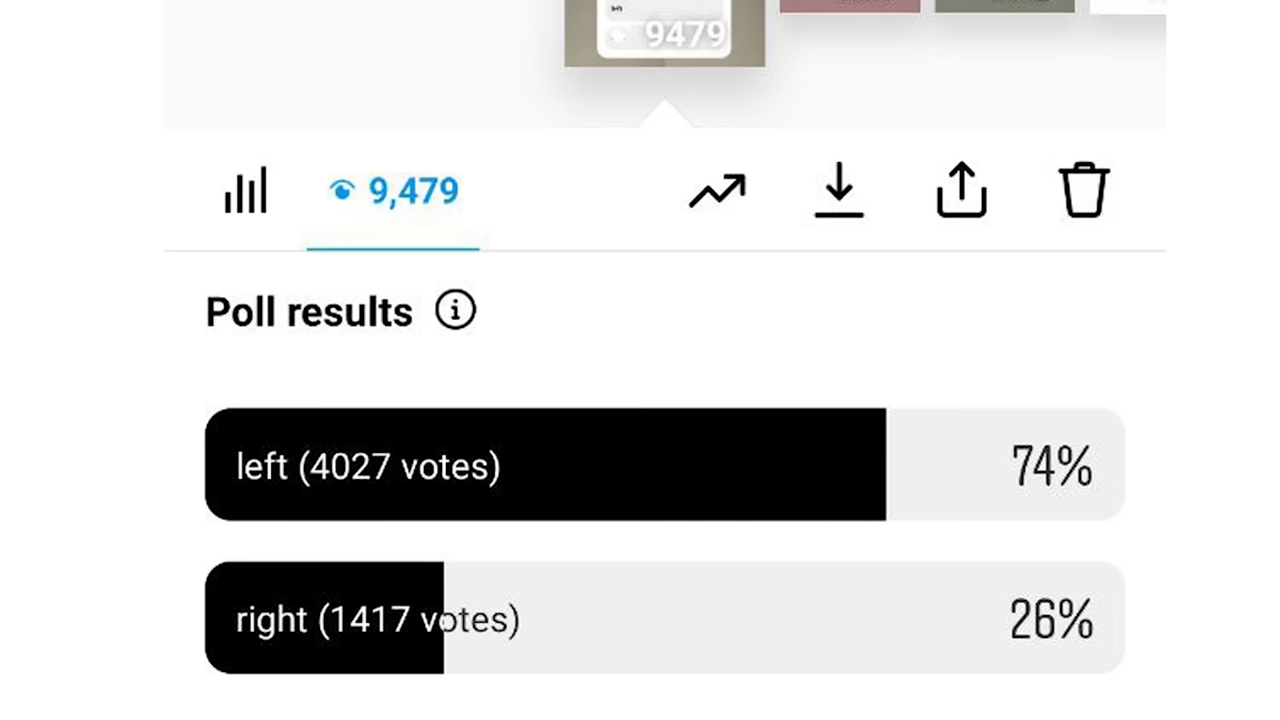 9479
9,479
Poll results
left (4027 votes)
74%
right (1417 votes)
26%